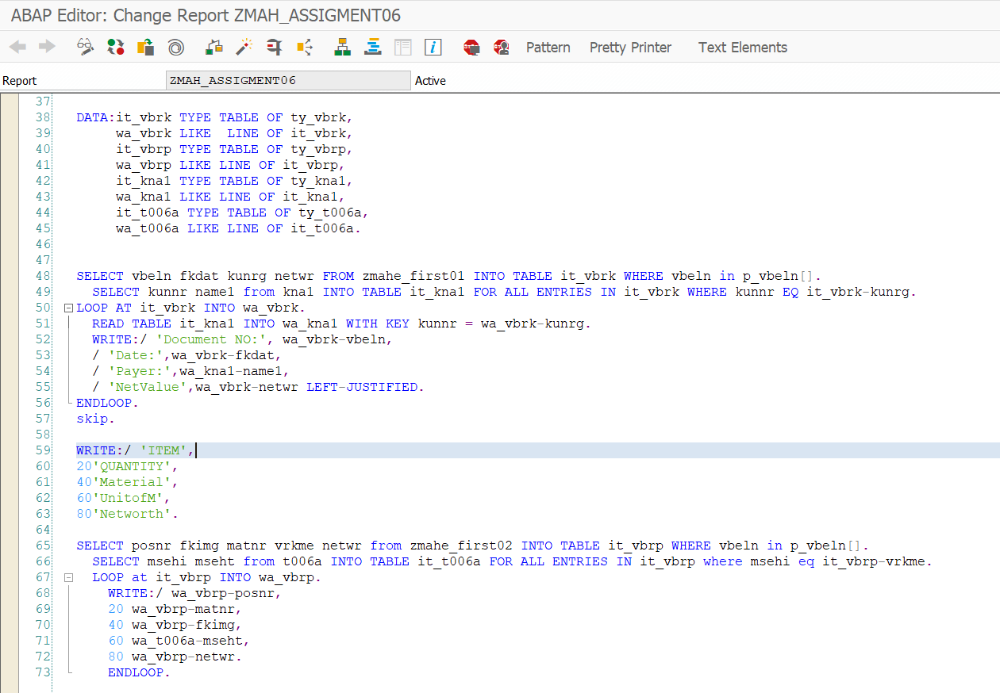 ABAP Editor: Change Report ZMAH_ASSIGMENT06
Pattern Pretty Printer Text Elements
Report ZMAH_ASSIGMENT06 Active
37
38 DATA:it_vbrk TYPE TABLE OF ty_vbrk,
39 wa_vbrk LIKE  LINE OF it_vbrk,
40 it_vbrp TYPE TABLE OF ty_vbrp,
41 wa_vbrp LIKE LINE OF it_vbrp,
42 it_kna1 TYPE TABLE OF ty_kna1,
43 wa_kna1 LIKE LINE OF it_kna1,
44 it_t006a TYPE TABLE OF ty_t006a,
45 wa_t006a LIKE LINE OF it_t006a.
46
47
48 SELECT vbeln fkdat kunrg netwr FROM zmahe_first01 INTO TABLE it_vbrk WHERE vbeln in p_vbeln[].
49 SELECT kunnr name1 from kna1 INTO TABLE it_kna1 FOR ALL ENTRIES IN it_vbrk WHERE kunnr EQ it_vbrk-kunrg.
50 LOOP AT it_vbrk INTO wa_vbrk.
51 READ TABLE it_kna1 INTO wa_kna1 WITH KEY kunnr = wa_vbrk-kunrg.
52 WRITE:/ 'Document NO:', wa_vbrk-vbeln,
53 / 'Date:',wa_vbrk-fkdat,
54 / 'Payer:',wa_kna1-name1,
55 / 'NetValue',wa_vbrk-netwr LEFT-JUSTIFIED.
56 ENDLOOP.
57 skip.
58
59 WRITE:/ 'ITEM',
60 20'QUANTITY',
61 40'Material',
62 60'UnitofM',
63 80'Networth'.
64
65 SELECT posnr fkimg matnr vrkme netwr from zmahe_first02 INTO TABLE it_vbrp WHERE vbeln in p_vbeln[].
66 SELECT msehi mseht from t006a INTO TABLE it_t006a FOR ALL ENTRIES IN it_vbrp where msehi eq it_vbrp-vrkme.
67 LOOP at it_vbrp INTO wa_vbrp.
68 WRITE:/ wa_vbrp-posnr,
69 20 wa_vbrp-matnr,
70 40 wa_vbrp-fkimg,
71 60 wa_t006a-mseht,
72 80 wa_vbrp-netwr.
73 ENDLOOP.